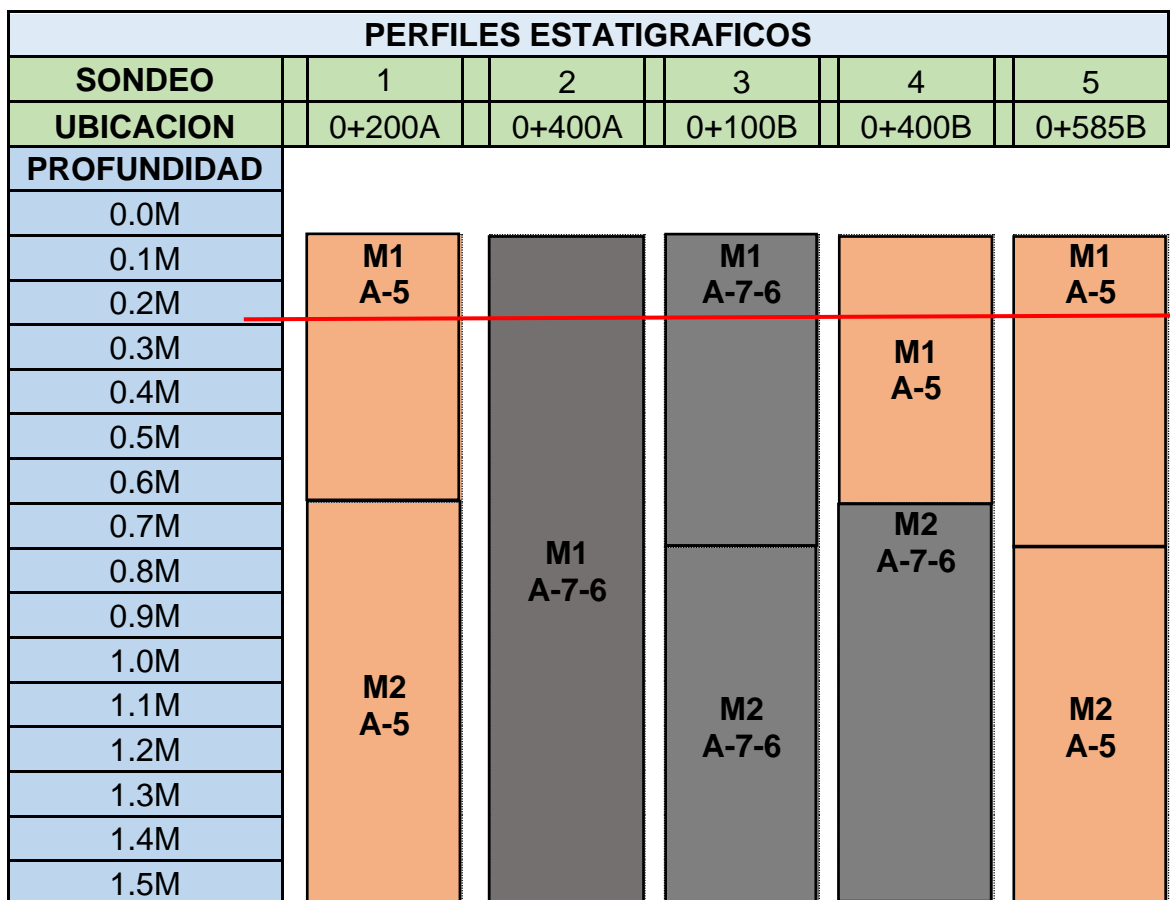 PERFILES ESTATIGRAFICOS
SONDEO 1 2 3 4 5
UBICACION 0+200A 0+400A 0+100B 0+400B 0+585B
PROFUNDIDAD
0.0M
0.1M M1 M1 M1
0.2M A-5 A-7-6 A-5
0.3M M1
0.4M A-5
0.5M
0.6M
0.7M M2
0.8M M1 A-7-6
0.9M A-7-6
1.0M
1.1M M2 M2 M2
1.2M A-5 A-7-6 A-5
1.3M
1.4M
1.5M